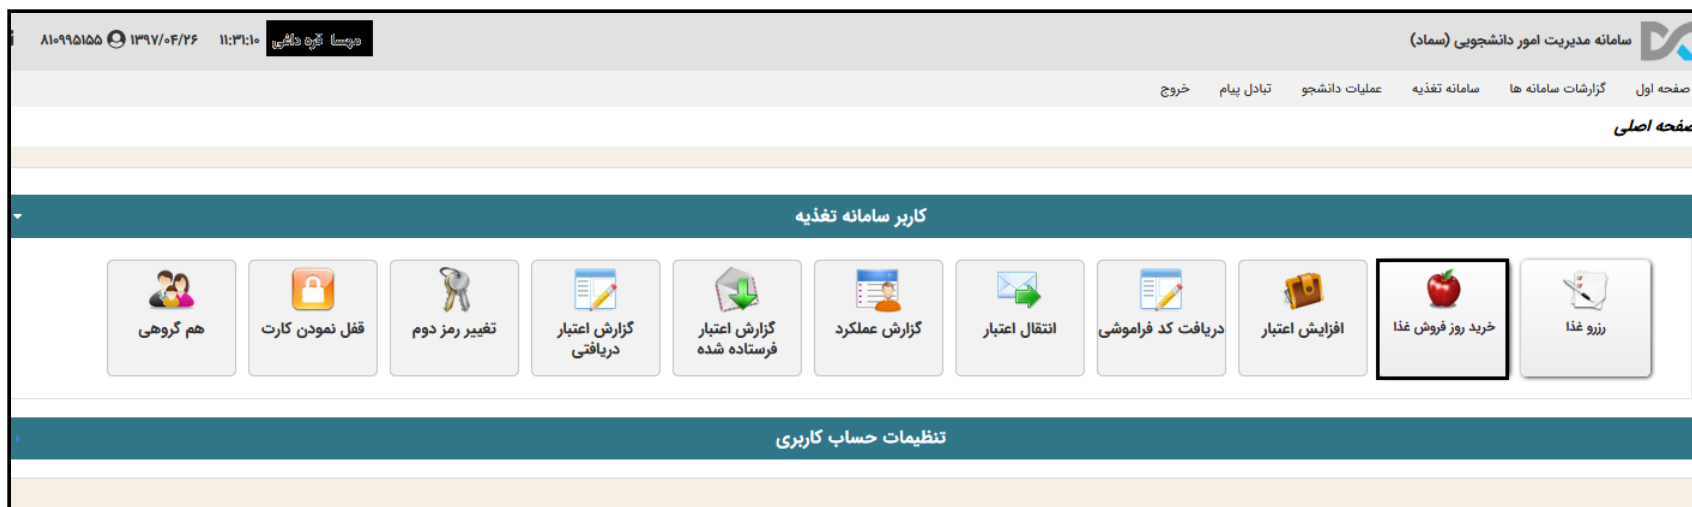 سامانه مدیریت امور دانشجویی (سماد)
مهسا قره داغی ۱۱:۳۱:۱۰ ۱۳۹۷/۰۴/۲۶ ۸۱۰۹۹۵۱۵۵
صفحه اول گزارشات سامانه ها سامانه تغذیه عملیات دانشجو تبادل پیام خروج
صفحه اصلی
کاربر سامانه تغذیه
رزرو غذا
خرید روز فروش غذا
افزایش اعتبار
دریافت کد فراموشی
انتقال اعتبار
گزارش عملکرد
گزارش اعتبار
فرستاده شده
گزارش اعتبار
دریافتی
تغییر رمز دوم
قفل نمودن کارت
هم گروهی
تنظیمات حساب کاربری